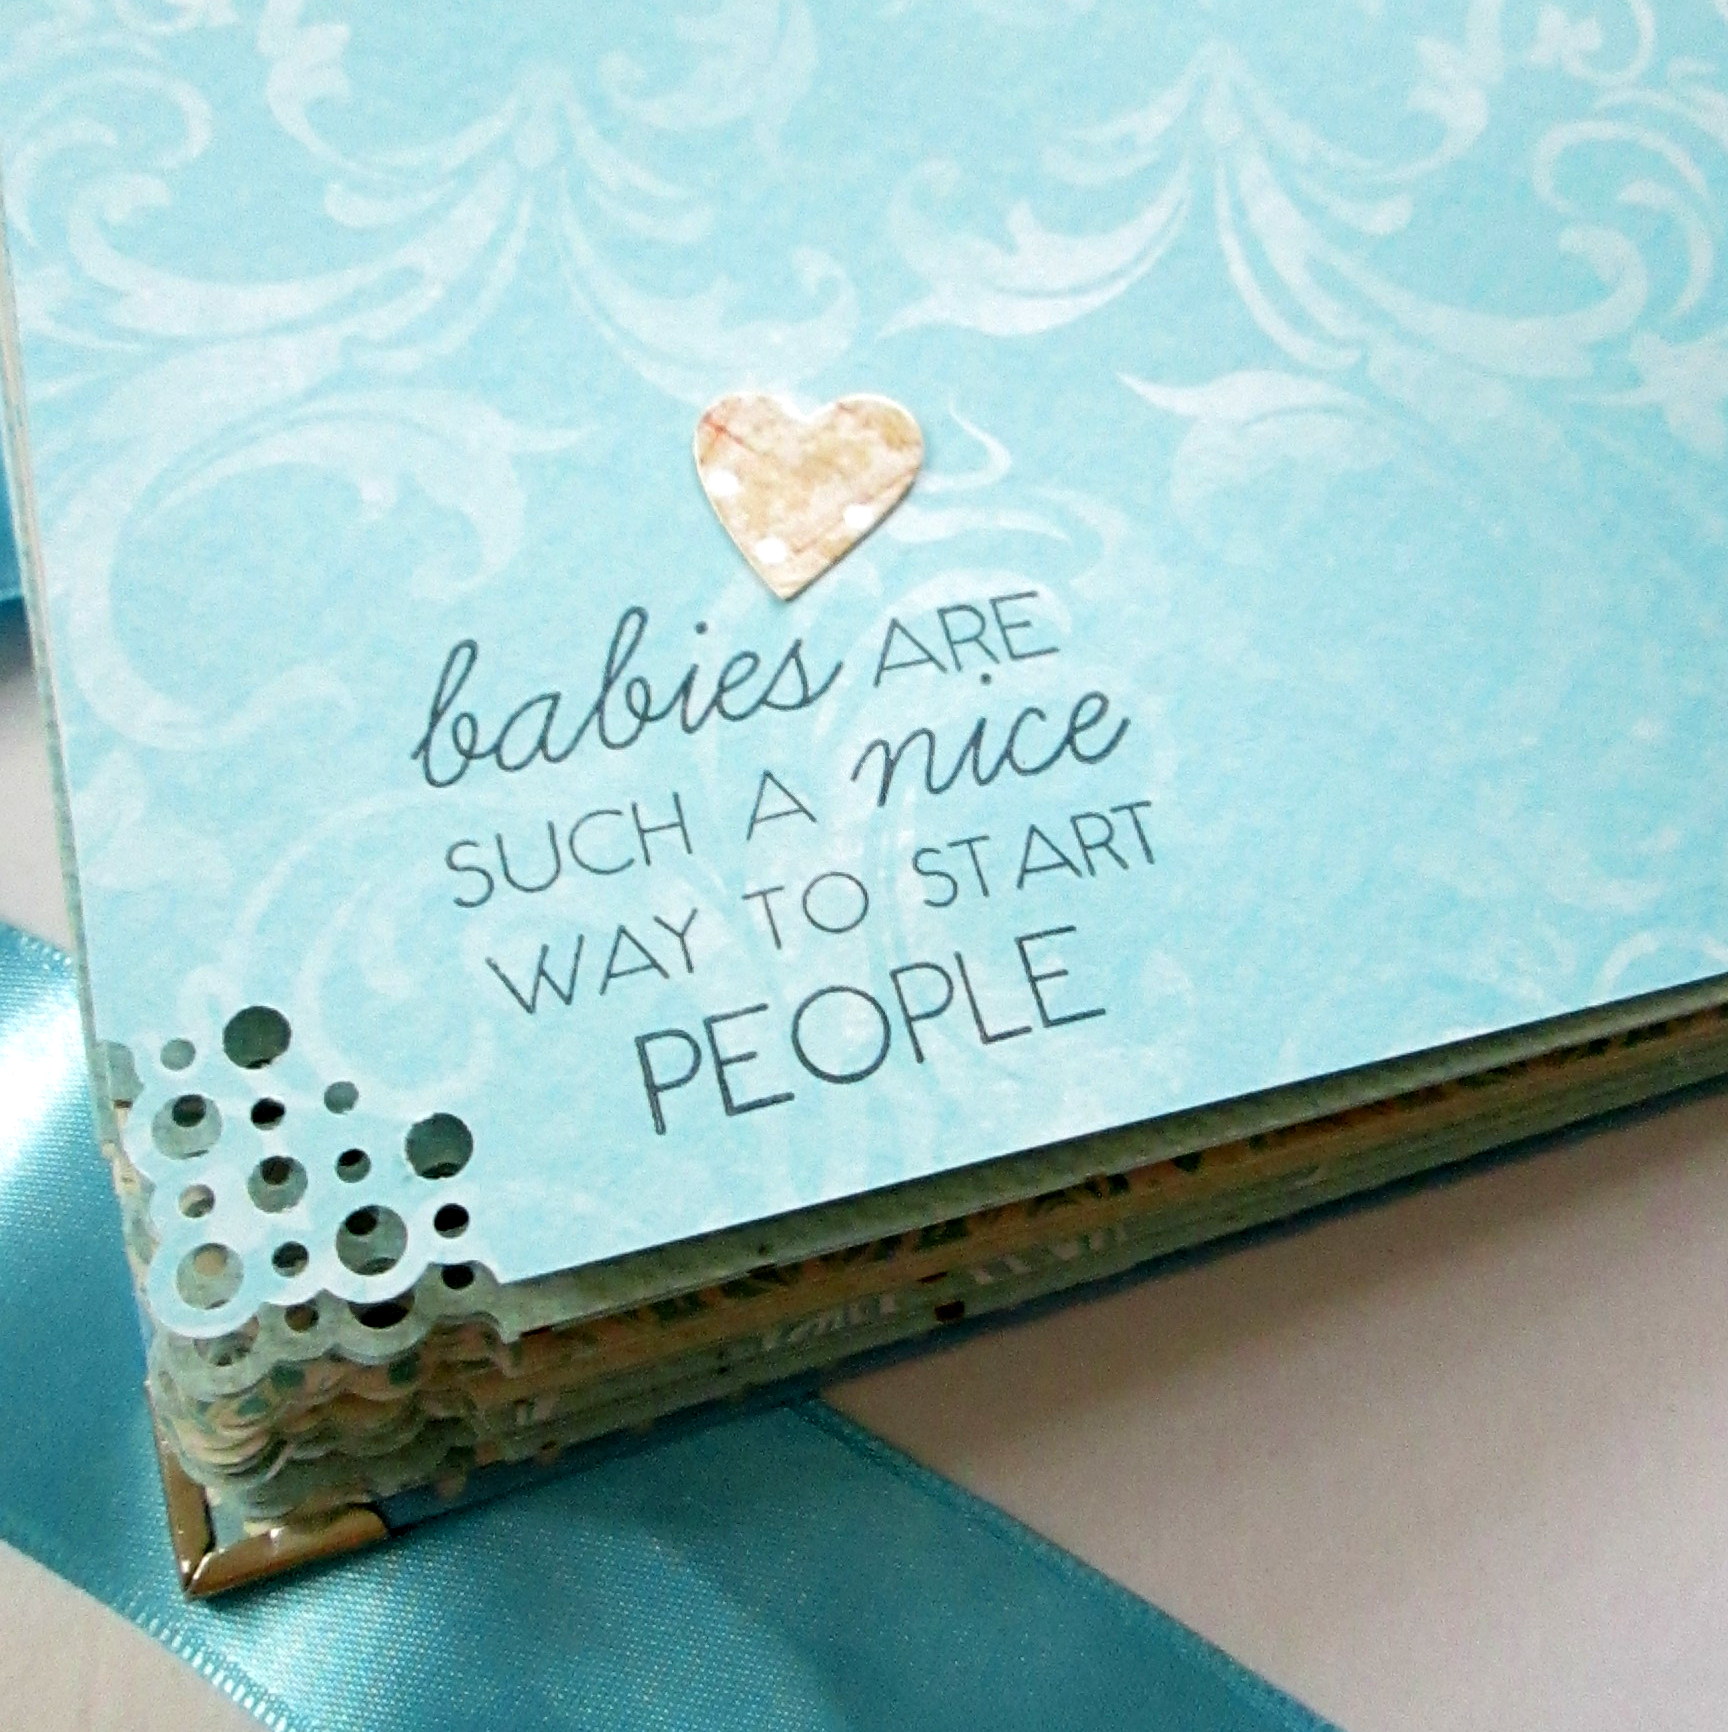 babies ARE
SUCH A nice
WAY TO START
PEOPLE